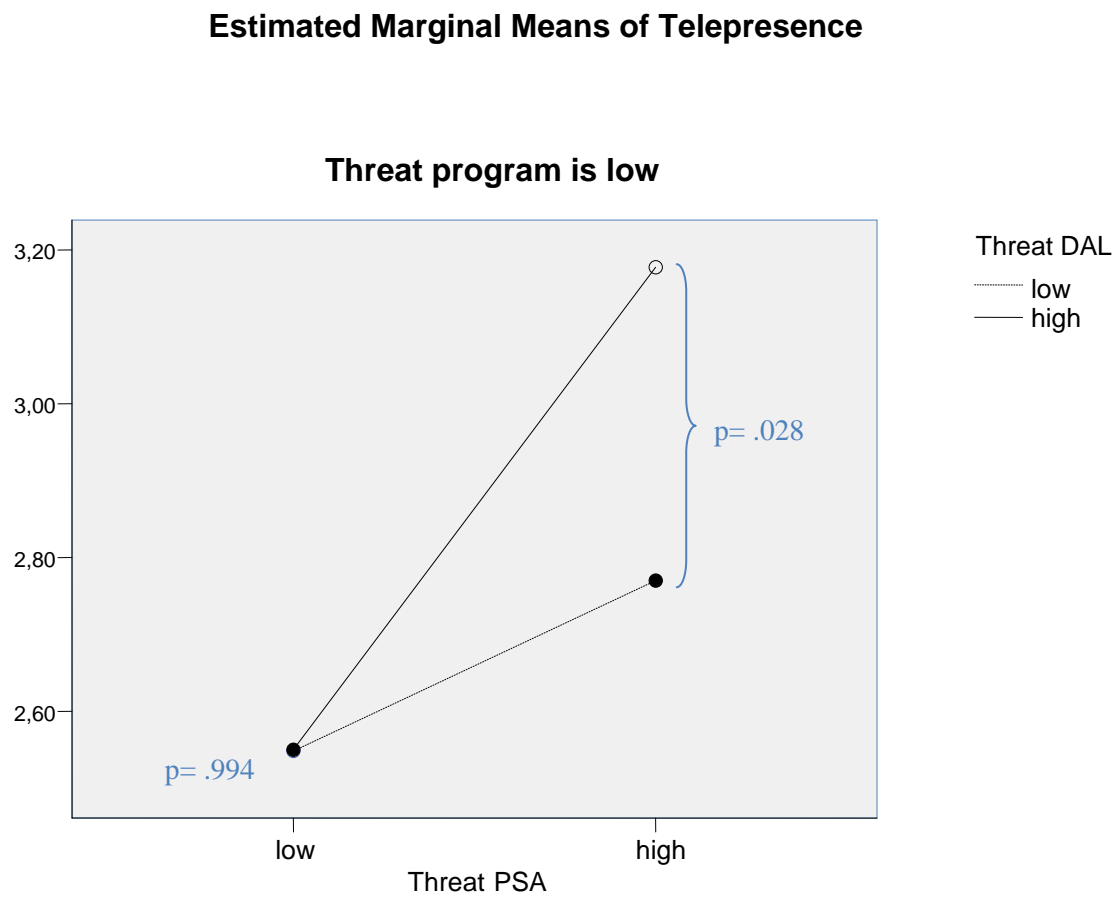 Estimated Marginal Means of Telepresence
Threat program is low
3,20
3,00
2,80
2,60
Threat DAL
low
high
p= .028
p= .994
low high
Threat PSA